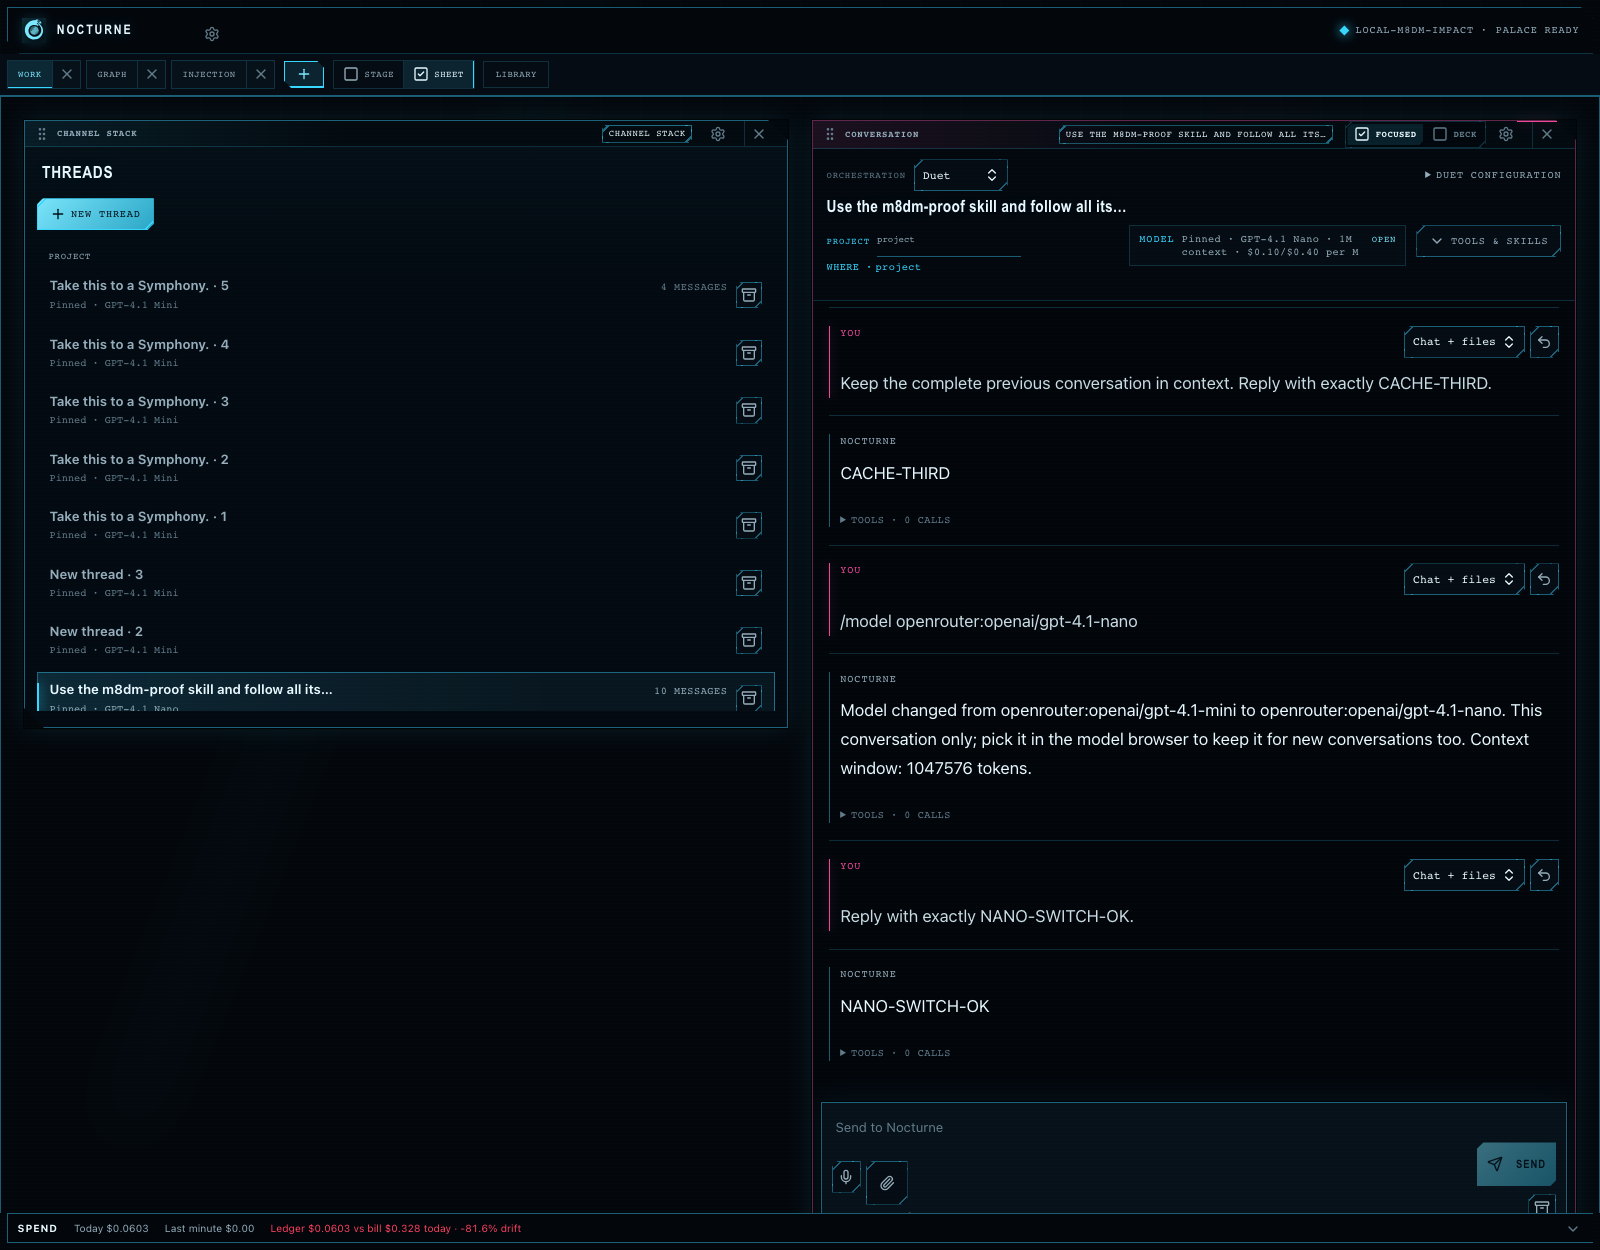 NOCTURNE
LOCAL-M8DM-IMPACT · PALACE READY
WORK
GRAPH
INJECTION
STAGE
SHEET
LIBRARY
CHANNEL STACK
CHANNEL STACK
THREADS
NEW THREAD
PROJECT
Take this to a Symphony. · 5
4 MESSAGES
Pinned · GPT-4.1 Mini
Take this to a Symphony. · 4
Pinned · GPT-4.1 Mini
Take this to a Symphony. · 3
Pinned · GPT-4.1 Mini
Take this to a Symphony. · 2
Pinned · GPT-4.1 Mini
Take this to a Symphony. · 1
Pinned · GPT-4.1 Mini
New thread · 3
Pinned · GPT-4.1 Mini
New thread · 2
Pinned · GPT-4.1 Mini
Use the m8dm-proof skill and follow all its…
10 MESSAGES
Pinned · GPT-4.1 Nano
CONVERSATION
USE THE M8DM-PROOF SKILL AND FOLLOW ALL ITS…
FOCUSED
DECK
ORCHESTRATION
Duet
DUET CONFIGURATION
Use the m8dm-proof skill and follow all its…
PROJECT project
MODEL Pinned · GPT-4.1 Nano · 1M
context · $0.10/$0.40 per M
OPEN
TOOLS & SKILLS
WHERE · project
YOU
Chat + files
Keep the complete previous conversation in context. Reply with exactly CACHE-THIRD.
NOCTURNE
CACHE-THIRD
TOOLS · 0 CALLS
YOU
Chat + files
/model openrouter:openai/gpt-4.1-nano
NOCTURNE
Model changed from openrouter:openai/gpt-4.1-mini to openrouter:openai/gpt-4.1-nano. This
conversation only; pick it in the model browser to keep it for new conversations too. Context
window: 1047576 tokens.
TOOLS · 0 CALLS
YOU
Chat + files
Reply with exactly NANO-SWITCH-OK.
NOCTURNE
NANO-SWITCH-OK
TOOLS · 0 CALLS
Send to Nocturne
SEND
SPEND
Today $0.0603
Last minute $0.00
Ledger $0.0603 vs bill $0.328 today · -81.6% drift